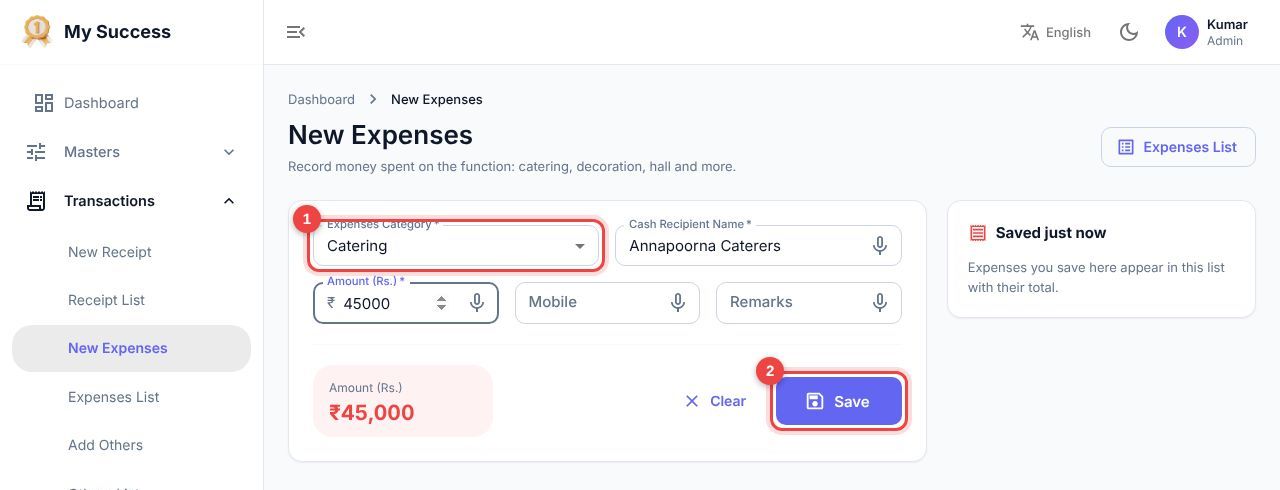 1
My Success
English
K
Kumar
Admin
Dashboard
Masters
Transactions
New Receipt
Receipt List
New Expenses
Expenses List
Add Others
Dashboard > New Expenses
New Expenses
Record money spent on the function: catering, decoration, hall and more.
Expenses List
1
Expenses Category *
Catering
Cash Recipient Name *
Annapoorna Caterers
Amount (Rs.) *
₹ 45000
Mobile
Remarks
Amount (Rs.)
₹45,000
Clear
2
Save
Saved just now
Expenses you save here appear in this list
with their total.